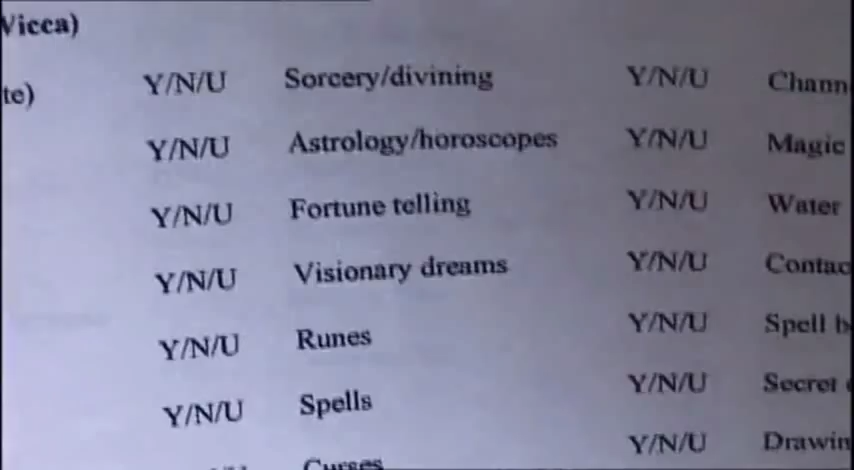 Vicca)
te) Y/N/U Sorcery/divining Y/N/U Chann
Y/N/U Astrology/horoscopes Y/N/U Magic
Y/N/U Fortune telling Y/N/U Water
Y/N/U Visionary dreams Y/N/U Contac
Y/N/U Runes Y/N/U Spell b
Y/N/U Spells Y/N/U Secret
Curses Y/N/U Drawin